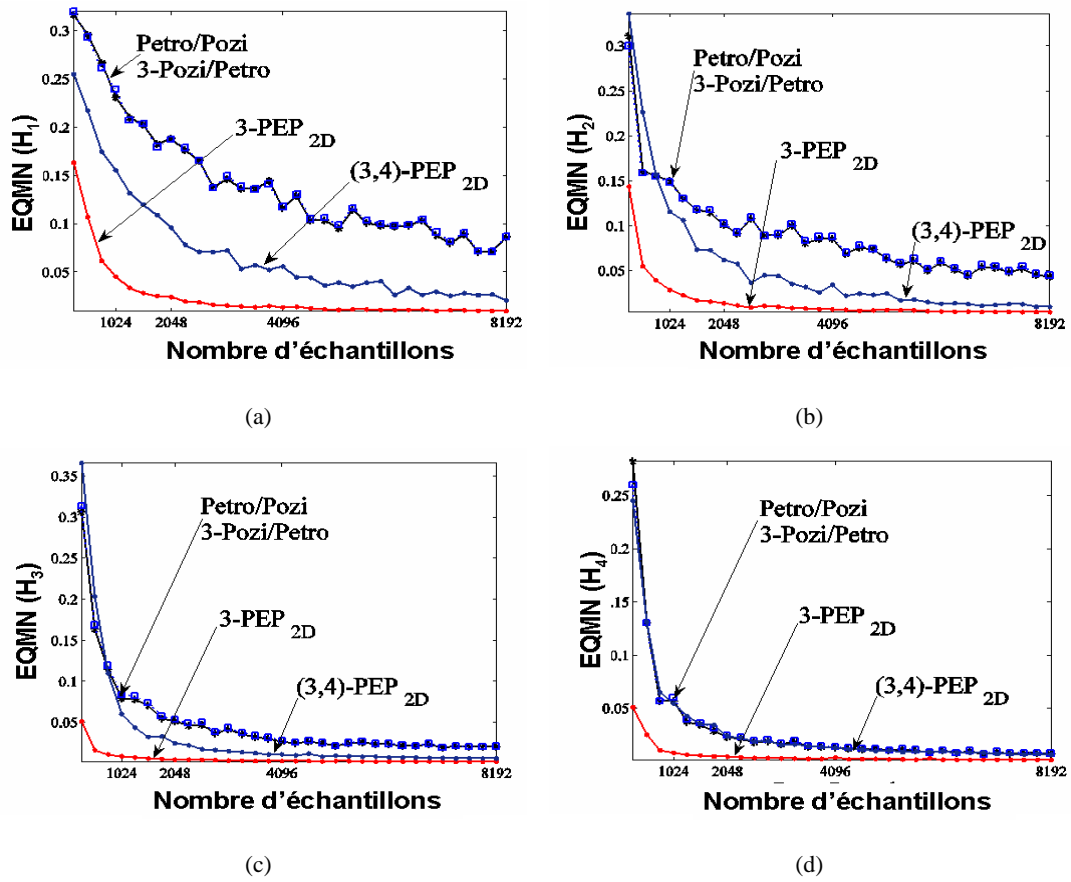 0.3
0.25
0.2
0.15
0.1
0.05
EQMN (H1)
Petro/Pozi
3-Pozi/Petro
3-PEP 2D
(3,4)-PEP 2D
1024 2048 4096 8192
Nombre d'échantillons
(a)
0.3
0.25
0.2
0.15
0.1
0.05
EQMN (H2)
Petro/Pozi
3-Pozi/Petro
3-PEP 2D
(3,4)-PEP 2D
1024 2048 4096 8192
Nombre d'échantillons
(b)
0.35
0.3
0.25
0.2
0.15
0.1
0.05
EQMN (H3)
Petro/Pozi
3-Pozi/Petro
3-PEP 2D
(3,4)-PEP 2D
1024 2048 4096 8192
Nombre d'échantillons
(c)
0.25
0.2
0.15
0.1
0.05
EQMN (H4)
Petro/Pozi
3-Pozi/Petro
3-PEP 2D
(3,4)-PEP 2D
1024 2048 4096 8192
Nombre d'échantillons
(d)